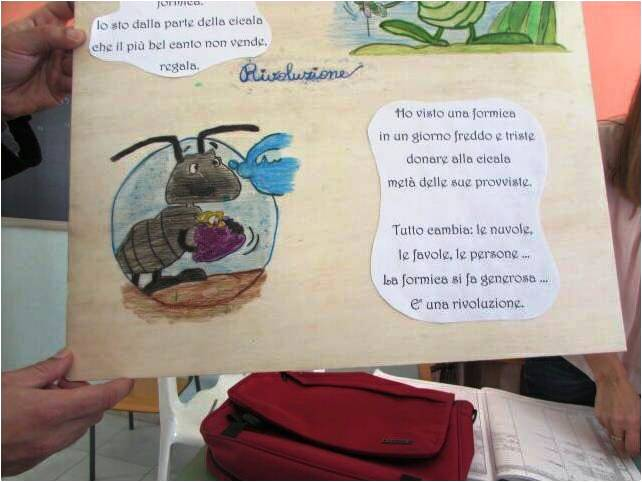 formica.
Io sto dalla parte della cicala
che il più bel canto non vende,
regala.
Rivoluzione
Ho visto una formica
in un giorno freddo e triste
donare alla cicala
metà delle sue provviste.
Tutto cambia: le nuvole,
le favole, le persone ...
La formica si fa generosa ...
E' una rivoluzione.